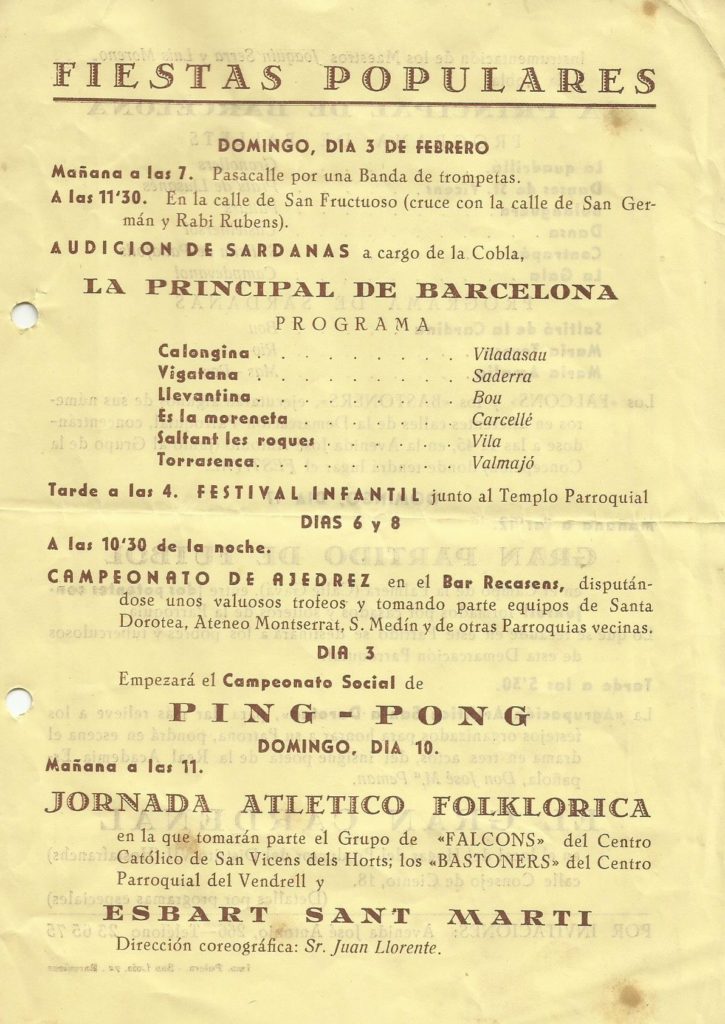 FIESTAS POPULARES
DOMINGO, DIA 3 DE FEBRERO
Mañana a las 7. Pasacalle por una Banda de trompetas.
A las 11'30. En la calle de San Fructuoso (cruce con la calle de San Ger-
mán y Rabi Rubens).
AUDICION DE SARDANAS a cargo de la Cobla,
LA PRINCIPAL DE BARCELONA
PROGRAMA
Calongina . . . . . . . . Viladasau
Vigatana . . . . . . . . Saderra
Llevantina . . . . . . . . Bou
Es la moreneta . . . . . . . Carcellé
Saltant les roques . . . . . . Vila
Torrasenca. . . . . . . . Valmajó
Tarde a las 4. FESTIVAL INFANTIL junto al Templo Parroquial
DIAS 6 y 8
A las 10'30 de la noche.
CAMPEONATO DE AJEDREZ en el Bar Recasens, dispután-
dose unos valuosos trofeos y tomando parte equipos de Santa
Dorotea, Ateneo Montserrat, S. Medín y de otras Parroquias vecinas.
DIA 3
Empezará el Campeonato Social de
PING-PONG
DOMINGO, DIA 10.
Mañana a las 11.
JORNADA ATLETICO FOLKLORICA
en la que tomarán parte el Grupo de «FALCONS» del Centro
Católico de San Vicens dels Horts; los «BASTONERS» del Centro
Parroquial del Vendrell y
ESBART SANT MARTI
Dirección coreográfica: Sr. Juan Llorente.